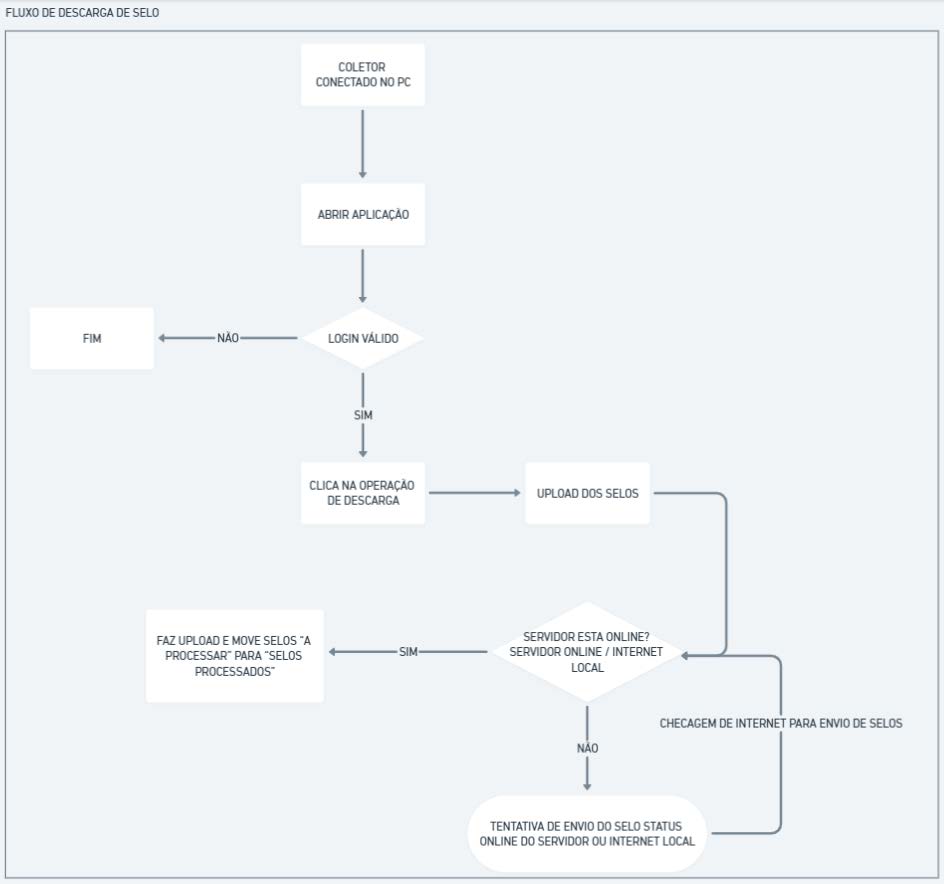 FLUXO DE DESCARGA DE SELO
COLETOR
CONECTADO NO PC
ABRIR APLICAÇÃO
LOGIN VÁLIDO
NÃO
FIM
SIM
CLICA NA OPERAÇÃO
DE DESCARGA
UPLOAD DOS SELOS
SERVIDOR ESTA ONLINE?
SERVIDOR ONLINE / INTERNET
LOCAL
SIM
FAZ UPLOAD E MOVE SELOS "A
PROCESSAR" PARA "SELOS
PROCESSADOS"
NÃO
CHECAGEM DE INTERNET PARA ENVIO DE SELOS
TENTATIVA DE ENVIO DO SELO STATUS
ONLINE DO SERVIDOR OU INTERNET LOCAL